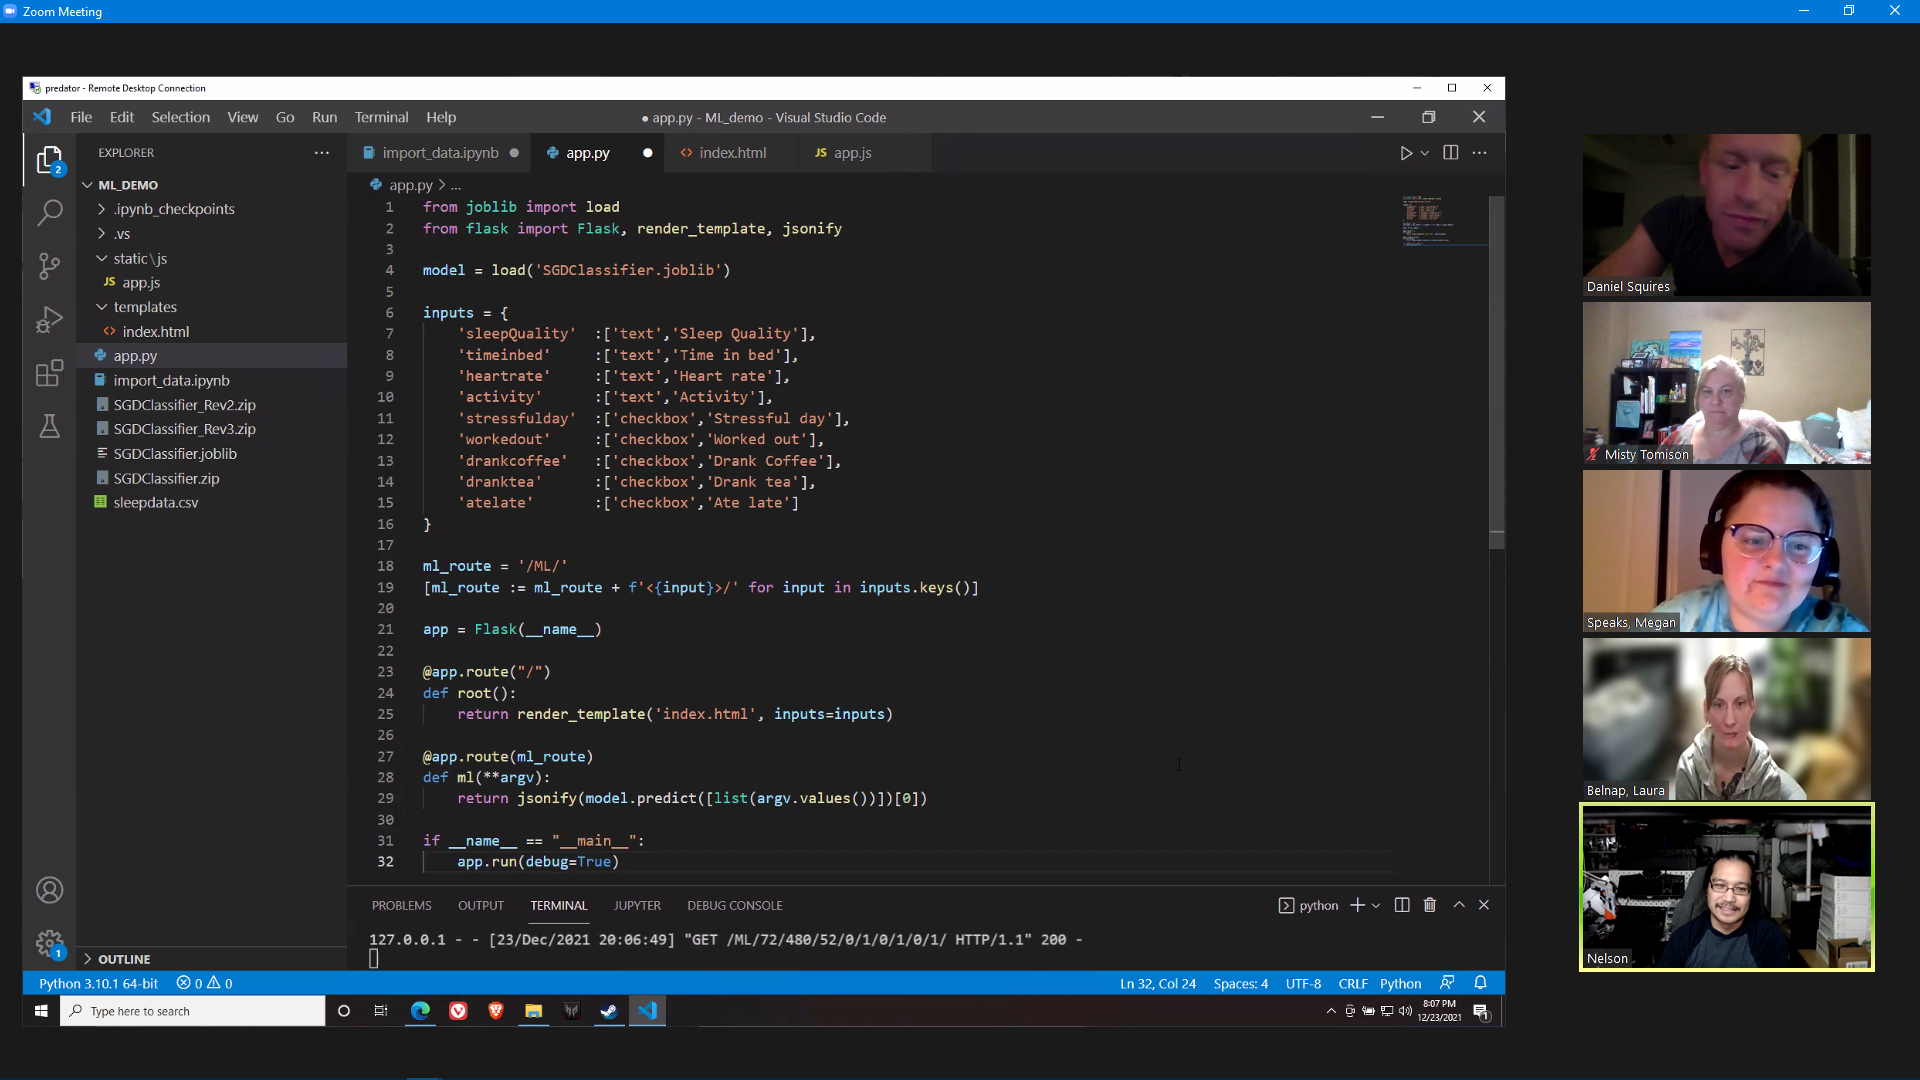 Zoom Meeting
predator - Remote Desktop Connection
File Edit Selection View Go Run Terminal Help
● app.py - ML_demo - Visual Studio Code
EXPLORER
ML_DEMO
.ipynb_checkpoints
.vs
static\js
JS app.js
templates
<> index.html
app.py
import_data.ipynb
SGDClassifier_Rev2.zip
SGDClassifier_Rev3.zip
SGDClassifier.joblib
SGDClassifier.zip
sleepdata.csv
OUTLINE
2
1
import_data.ipynb ● app.py ● <> index.html JS app.js
app.py > ...
1 from joblib import load
2 from flask import Flask, render_template, jsonify
3
4 model = load('SGDClassifier.joblib')
5
6 inputs = {
7 'sleepQuality' :['text','Sleep Quality'],
8 'timeinbed' :['text','Time in bed'],
9 'heartrate' :['text','Heart rate'],
10 'activity' :['text','Activity'],
11 'stressfulday' :['checkbox','Stressful day'],
12 'workedout' :['checkbox','Worked out'],
13 'drankcoffee' :['checkbox','Drank Coffee'],
14 'dranktea' :['checkbox','Drank tea'],
15 'atelate' :['checkbox','Ate late']
16 }
17
18 ml_route = '/ML/'
19 [ml_route := ml_route + f'<{input}>/' for input in inputs.keys()]
20
21 app = Flask(__name__)
22
23 @app.route("/")
24 def root():
25 return render_template('index.html', inputs=inputs)
26
27 @app.route(ml_route)
28 def ml(**argv):
29 return jsonify(model.predict([list(argv.values())])[0])
30
31 if __name__ == "__main__":
32 app.run(debug=True)
PROBLEMS OUTPUT TERMINAL JUPYTER DEBUG CONSOLE
python
127.0.0.1 - - [23/Dec/2021 20:06:49] "GET /ML/72/480/52/0/1/0/1/0/1/ HTTP/1.1" 200 -
Python 3.10.1 64-bit 0 0
Ln 32, Col 24 Spaces: 4 UTF-8 CRLF Python
Type here to search
8:07 PM
12/23/2021
1
Daniel Squires
Misty Tomison
Speaks, Megan
Belnap, Laura
Nelson